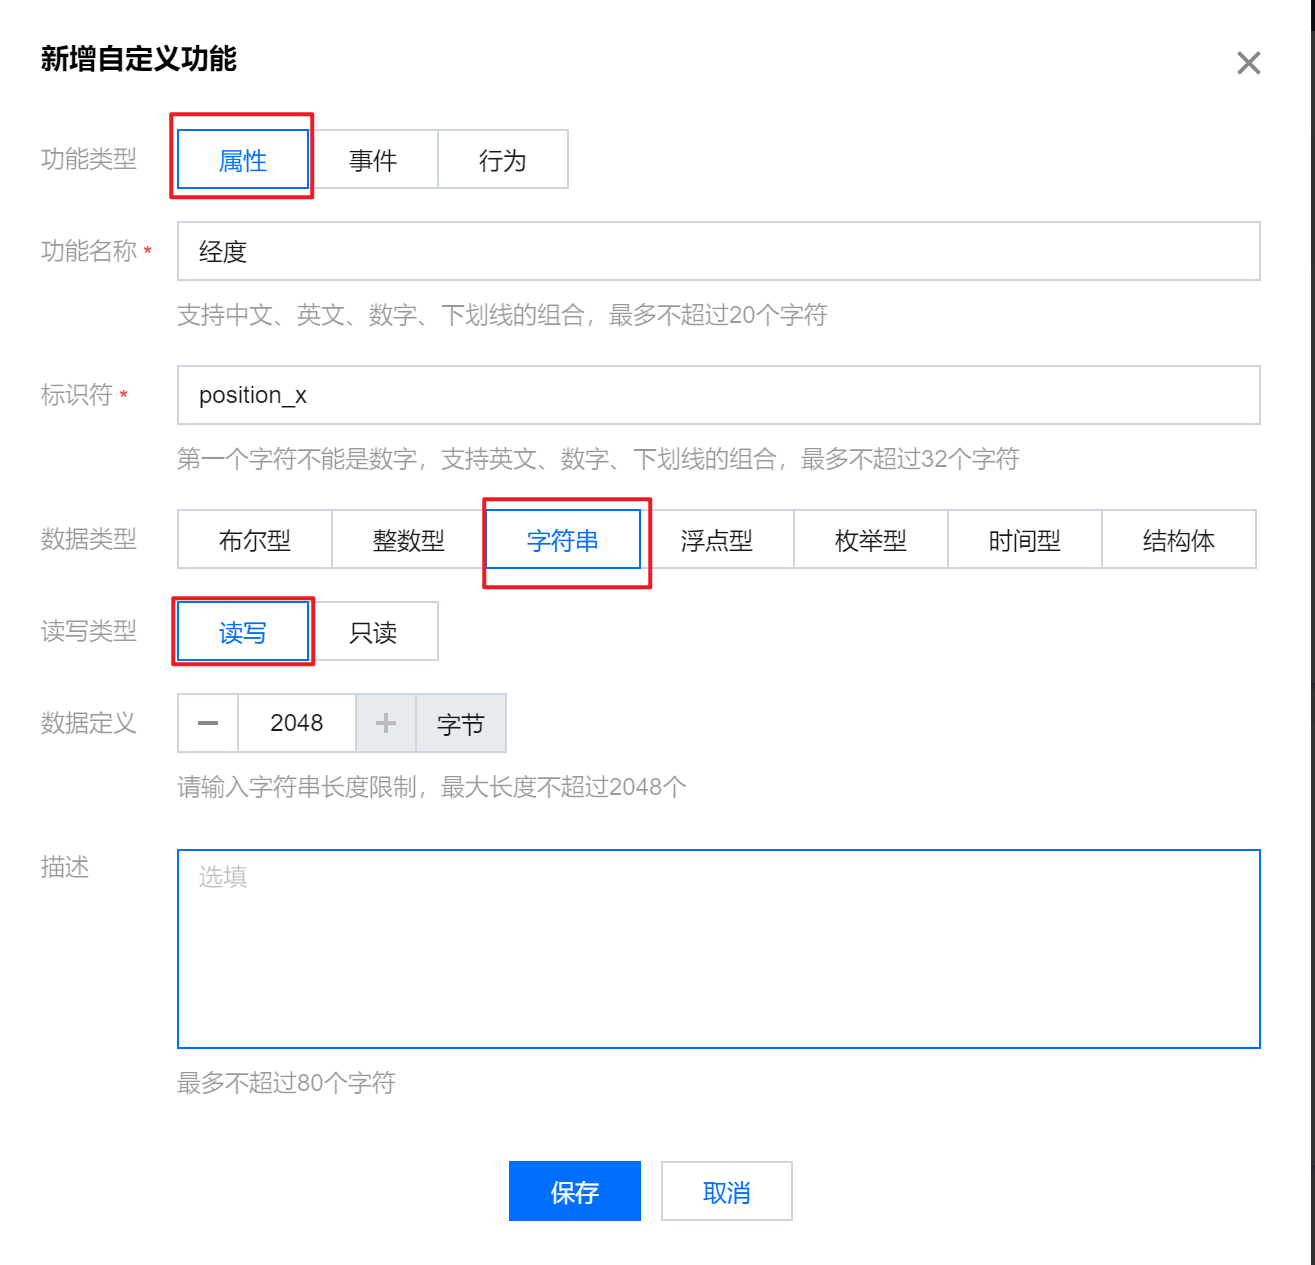 新增自定义功能
功能类型 属性 事件 行为
功能名称 * 经度
支持中文、英文、数字、下划线的组合，最多不超过20个字符
标识符 * position_x
第一个字符不能是数字，支持英文、数字、下划线的组合，最多不超过32个字符
数据类型 布尔型 整数型 字符串 浮点型 枚举型 时间型 结构体
读写类型 读写 只读
数据定义 2048 字节
请输入字符串长度限制，最大长度不超过2048个
描述 选填
最多不超过80个字符
保存 取消